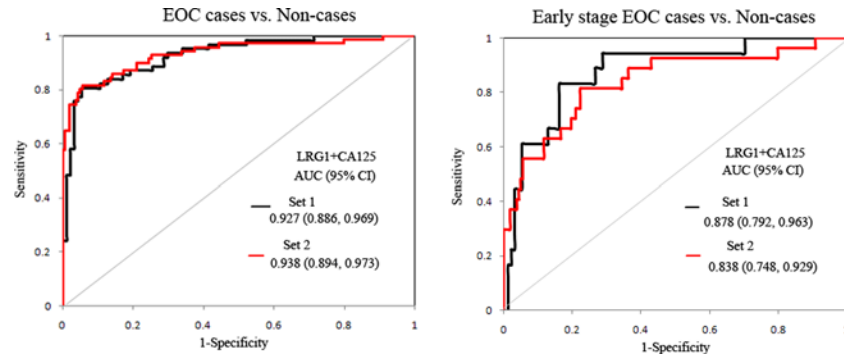 EOC cases vs. Non-cases
1
0.8
0.6
0.4
0.2
0
Sensitivity
LRG1+CA125
AUC (95% CI)
Set 1
0.927 (0.886, 0.969)
Set 2
0.938 (0.894, 0.973)
0
0.2
0.4
0.6
0.8
1
1-Specificity
Early stage EOC cases vs. Non-cases
1
0.8
0.6
0.4
0.2
0
Sensitivity
LRG1+CA125
AUC (95% CI)
Set 1
0.878 (0.792, 0.963)
Set 2
0.838 (0.748, 0.929)
0
0.2
0.4
0.6
0.8
1
1-Specificity